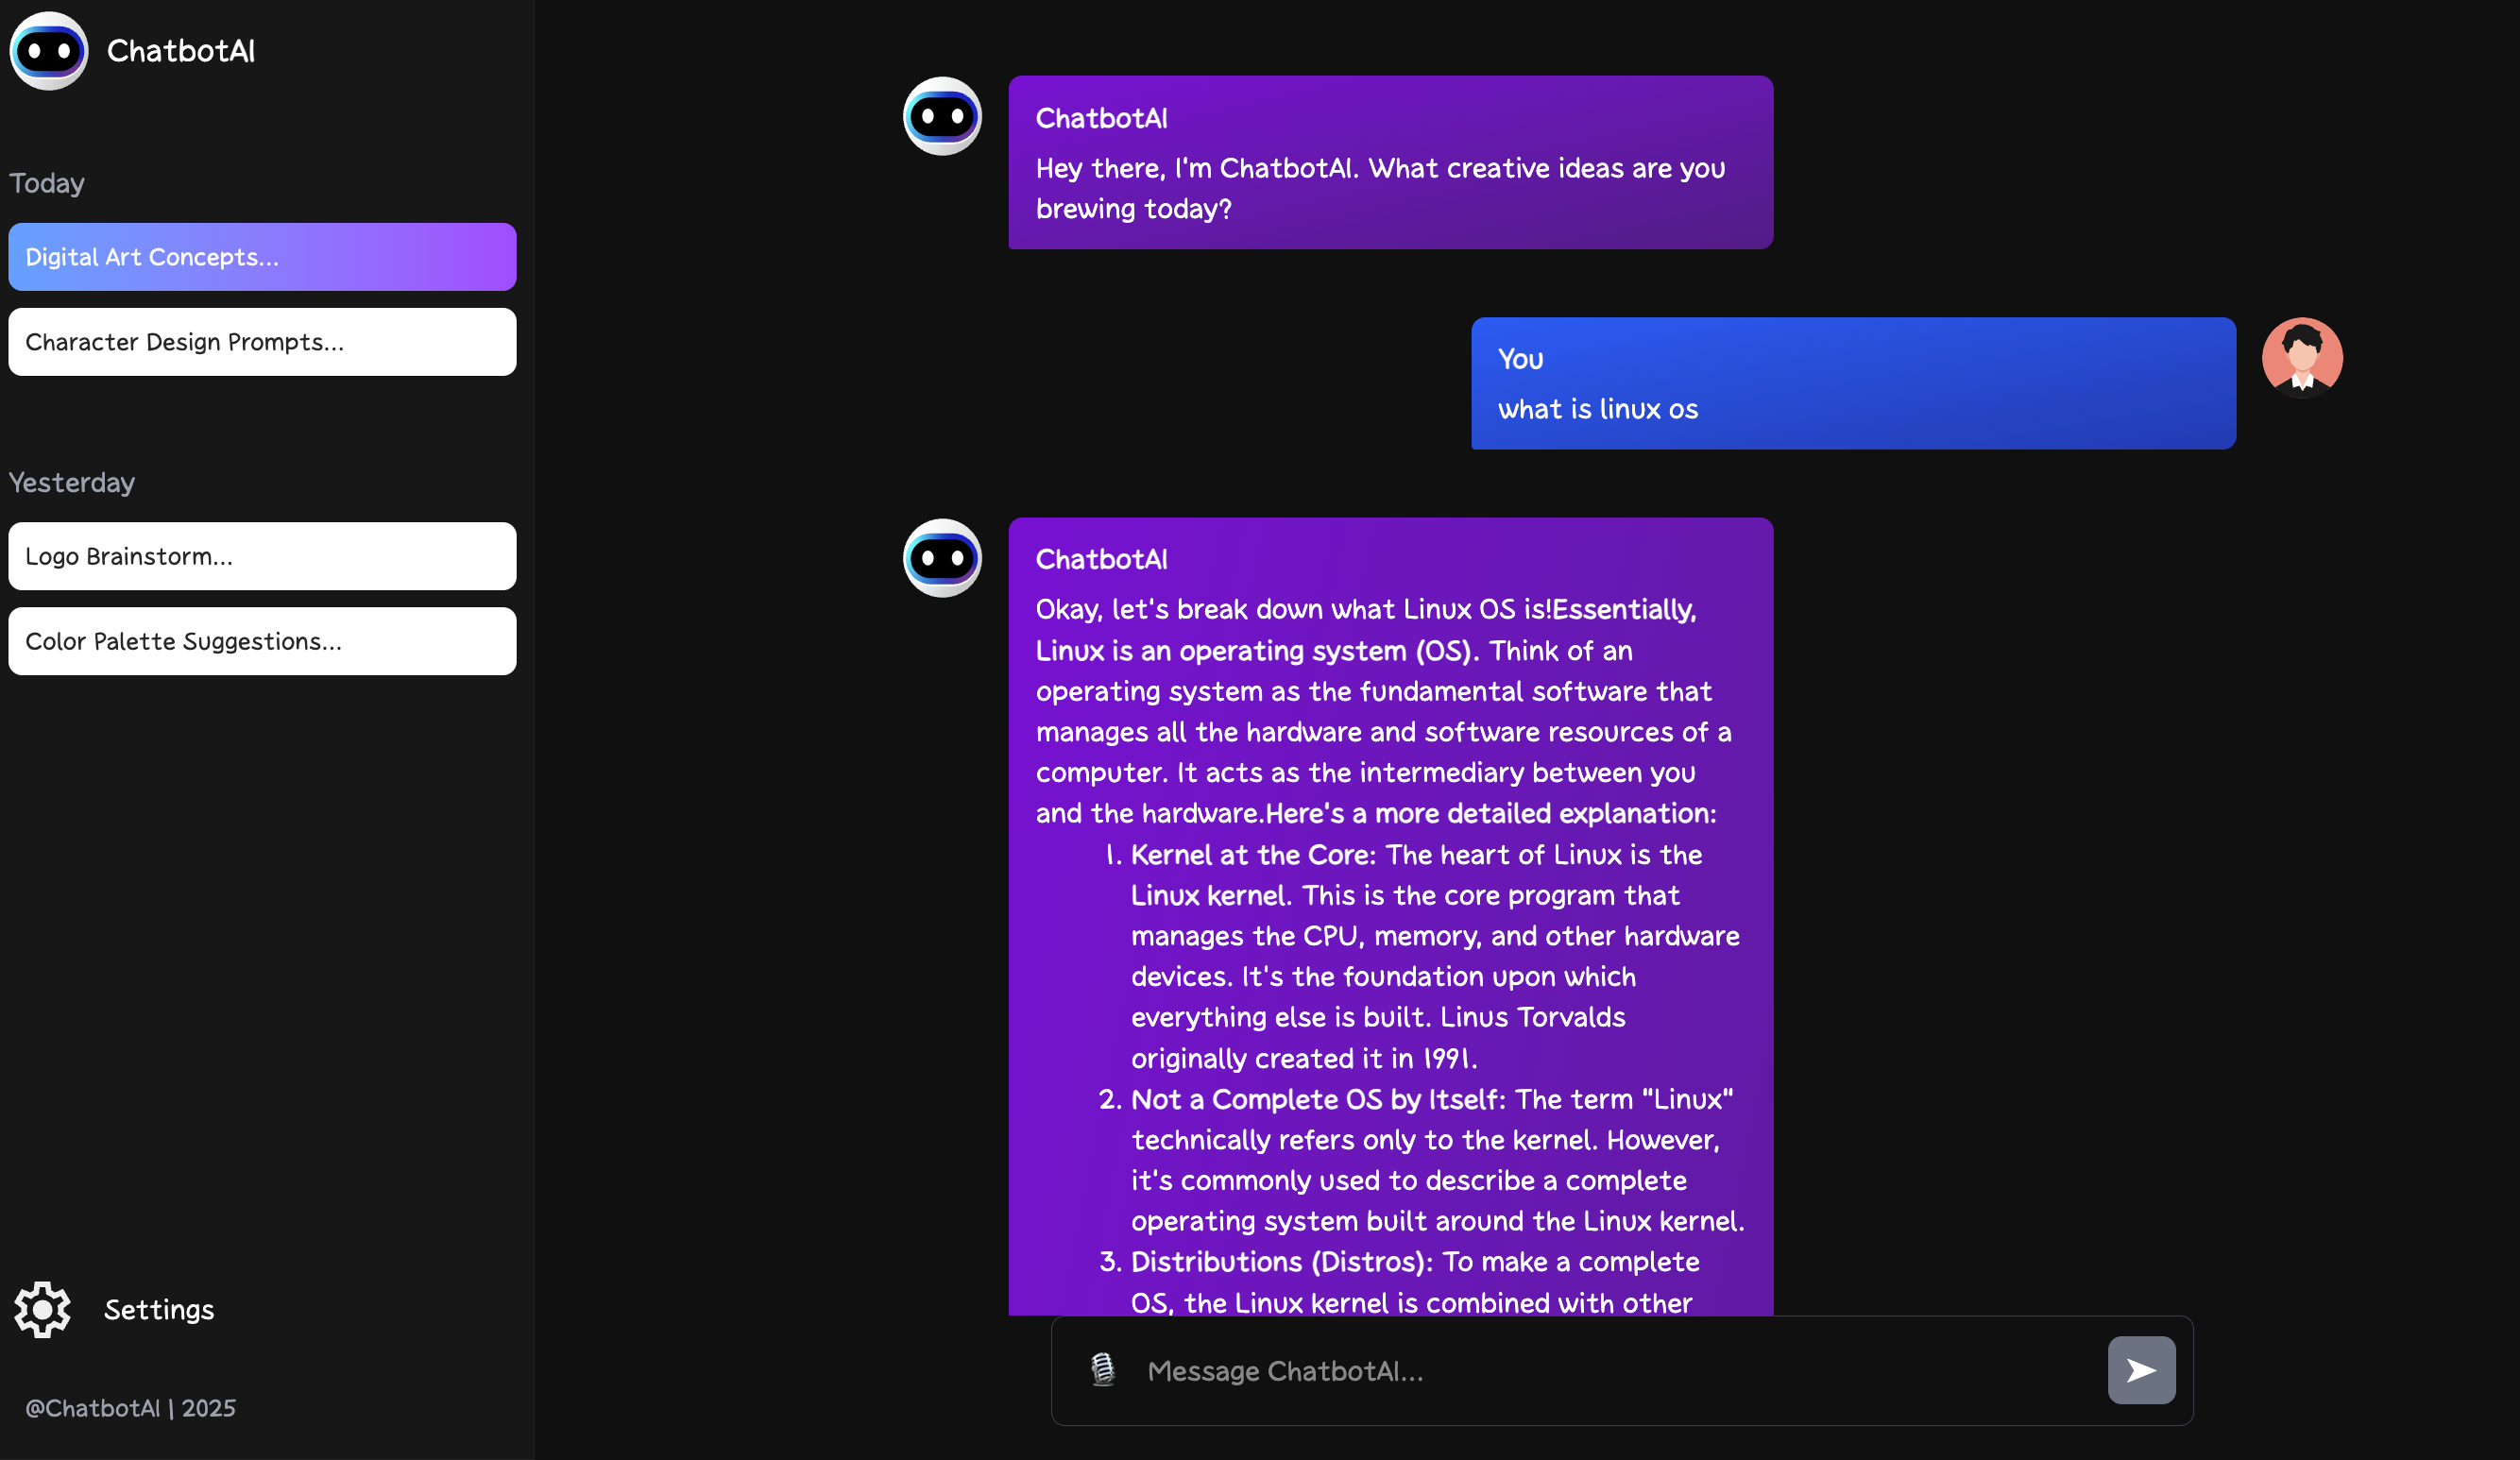 ChatbotAI
Today
Digital Art Concepts...
Character Design Prompts...
Yesterday
Logo Brainstorm...
Color Palette Suggestions...
Settings
@ChatbotAI | 2025
ChatbotAI
Hey there, I'm ChatbotAI. What creative ideas are you
brewing today?
You
what is linux os
ChatbotAI
Okay, let's break down what Linux OS is!Essentially,
Linux is an operating system (OS). Think of an
operating system as the fundamental software that
manages all the hardware and software resources of a
computer. It acts as the intermediary between you
and the hardware.Here's a more detailed explanation:
1. Kernel at the Core: The heart of Linux is the
Linux kernel. This is the core program that
manages the CPU, memory, and other hardware
devices. It's the foundation upon which
everything else is built. Linus Torvalds
originally created it in 1991.
2. Not a Complete OS by Itself: The term "Linux"
technically refers only to the kernel. However,
it's commonly used to describe a complete
operating system built around the Linux kernel.
3. Distributions (Distros): To make a complete
OS, the Linux kernel is combined with other
Message ChatbotAI...